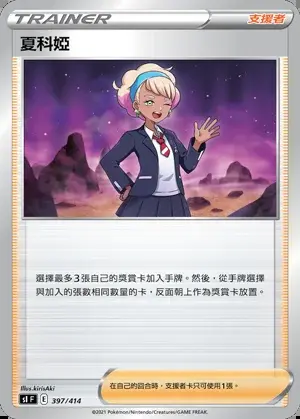 TRAINER
支援者
夏科婭
選擇最多3張自己的獎賞卡加入手牌。然後,從手牌選擇
與加入的張數相同數量的卡,反面朝上作為獎賞卡放置。
Illus.kirisAki
在自己的回合時,支援者卡只可使用1張。
s1 F
E
397/414
©2021 Pokémon/Nintendo/Creatures/GAME FREAK.